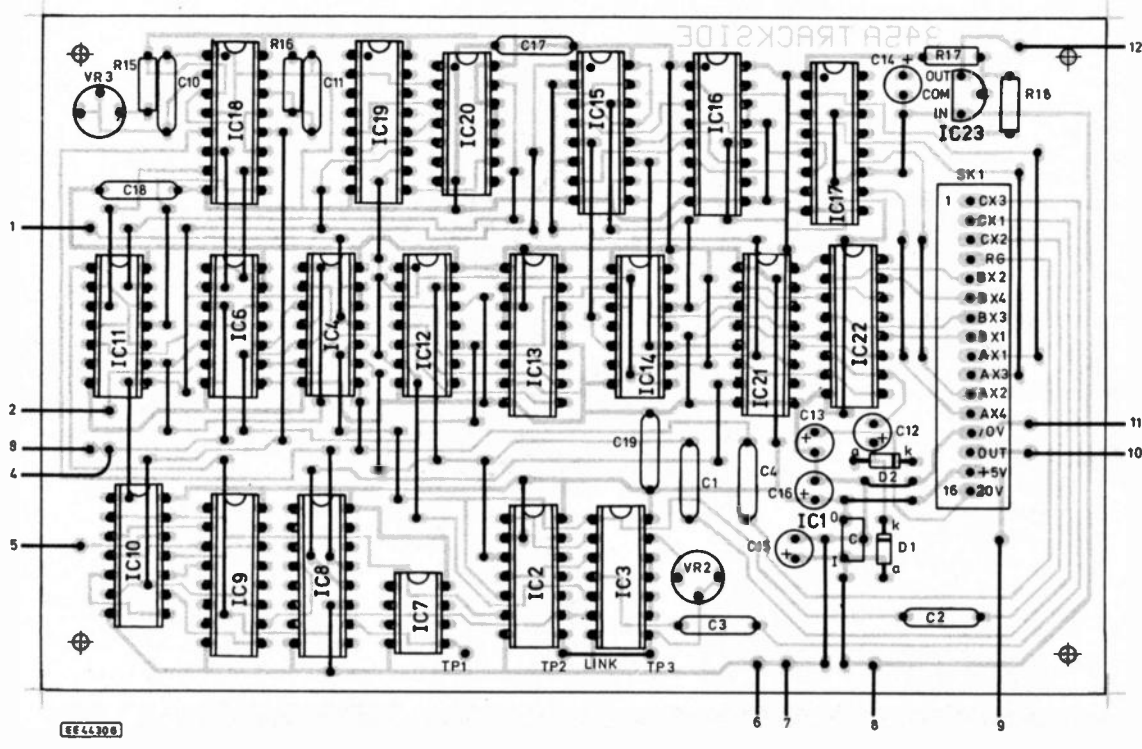 945A TRACKSIDE
R15
VR3
C10
IC18
R16
C11
IC19
IC20
C17
IC15
IC16
IC17
C14
+
R17
OUT
COM
IN
IC23
R18
12
C18
1
SK1
1
CX3
CX1
CX2
RG
BX2
BX4
BX3
BX1
AX1
AX3
AX2
AX4
0V
OUT
+5V
16
20V
IC11
IC6
IC4
IC12
IC13
IC14
IC21
IC22
2
8
4
5
C19
C1
C4
C13
+
C12
+
a
k
D2
C16
+
IC1
C15
+
O
C
I
k
D1
a
11
10
IC10
IC9
IC8
IC7
IC2
IC3
VR2
C3
C2
TP1
TP2
LINK
TP3
6
7
8
9
EE44306